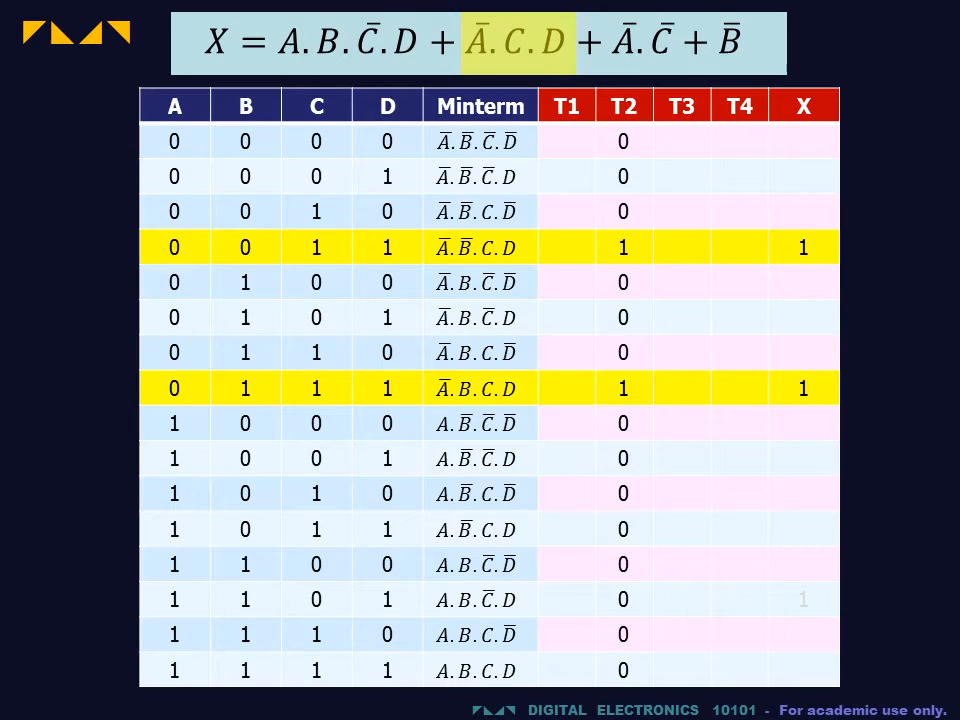 X = A . B . C̅ . D + A̅ . C . D + A̅ . C̅ + B̅
A B C D Minterm T1 T2 T3 T4 X
0 0 0 0 A̅ . B̅ . C̅ . D̅ 0
0 0 0 1 A̅ . B̅ . C̅ . D 0
0 0 1 0 A̅ . B̅ . C . D̅ 0
0 0 1 1 A̅ . B̅ . C . D 1 1
0 1 0 0 A̅ . B . C̅ . D̅ 0
0 1 0 1 A̅ . B . C̅ . D 0
0 1 1 0 A̅ . B . C . D̅ 0
0 1 1 1 A̅ . B . C . D 1 1
1 0 0 0 A . B̅ . C̅ . D̅ 0
1 0 0 1 A . B̅ . C̅ . D 0
1 0 1 0 A . B̅ . C . D̅ 0
1 0 1 1 A . B̅ . C . D 0
1 1 0 0 A . B . C̅ . D̅ 0
1 1 0 1 A . B . C̅ . D 0 1
1 1 1 0 A . B . C . D̅ 0
1 1 1 1 A . B . C . D 0
DIGITAL ELECTRONICS 10101 - For academic use only.